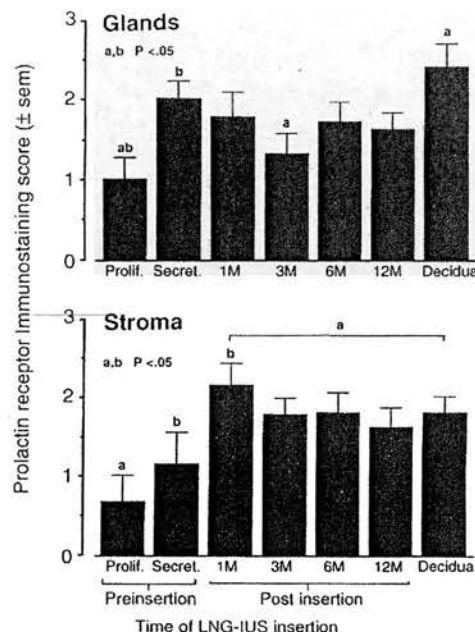 Prolactin receptor Immunostaining score (± sem)
Glands
a,b P <.05
3
2
1
0
ab
b
a
a
Prolif. Secret. 1M 3M 6M 12M Decidua
Stroma
a,b P <.05
3
2
1
0
a
b
b
a
Prolif. Secret. 1M 3M 6M 12M Decidua
Preinsertion Post insertion
Time of LNG-IUS insertion